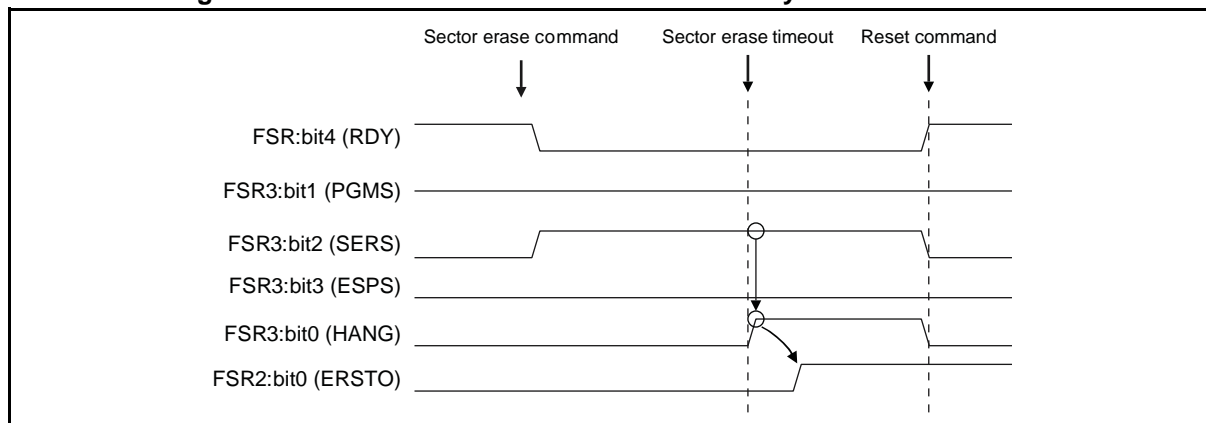 Sector erase command Sector erase timeout Reset command
FSR:bit4 (RDY)
FSR3:bit1 (PGMS)
FSR3:bit2 (SERS)
FSR3:bit3 (ESPS)
FSR3:bit0 (HANG)
FSR2:bit0 (ERSTO)